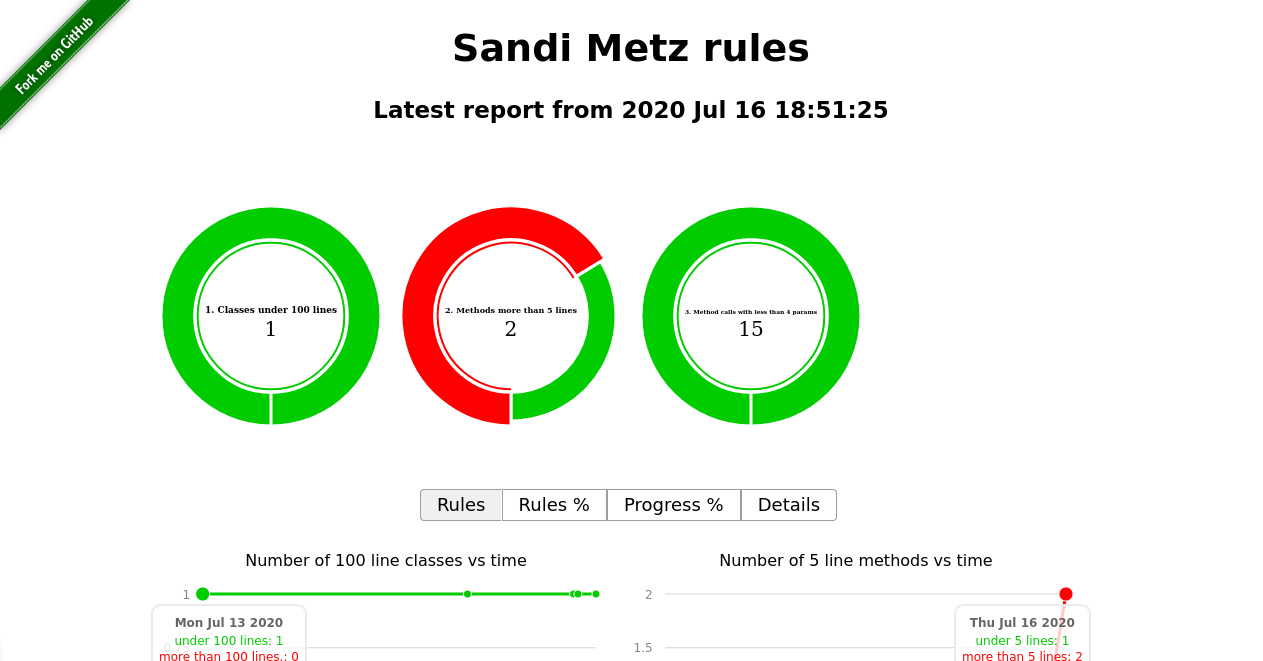 Fork me on GitHub
Sandi Metz rules
Latest report from 2020 Jul 16 18:51:25
1. Classes under 100 lines
1
2. Methods more than 5 lines
2
3. Method calls with less than 4 params
15
Rules
Rules %
Progress %
Details
Number of 100 line classes vs time
1
Mon Jul 13 2020
under 100 lines: 1
more than 100 lines.: 0
Number of 5 line methods vs time
2
1.5
Thu Jul 16 2020
under 5 lines: 1
more than 5 lines: 2